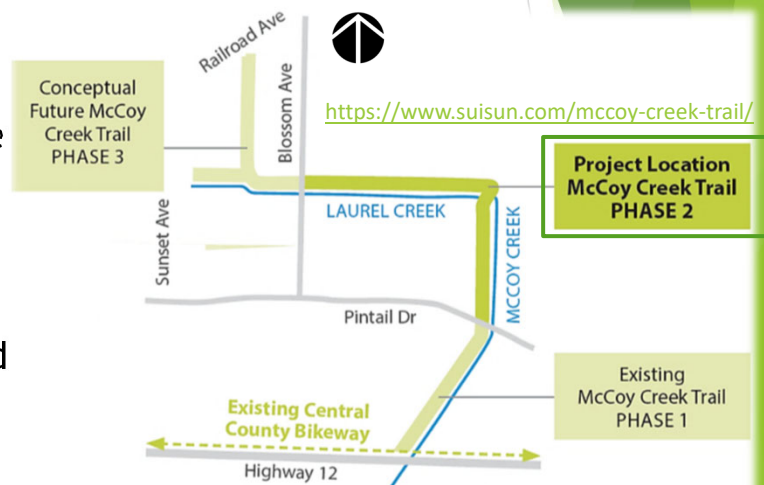 Railroad Ave
Conceptual
Future McCoy
Creek Trail
PHASE 3
Blossom Ave
https://www.suisun.com/mccoy-creek-trail/
e
Project Location
McCoy Creek Trail
PHASE 2
LAUREL CREEK
MCCOY CREEK
Sunset Ave
Pintail Dr
d
Existing
McCoy Creek Trail
PHASE 1
Existing Central
County Bikeway
Highway 12